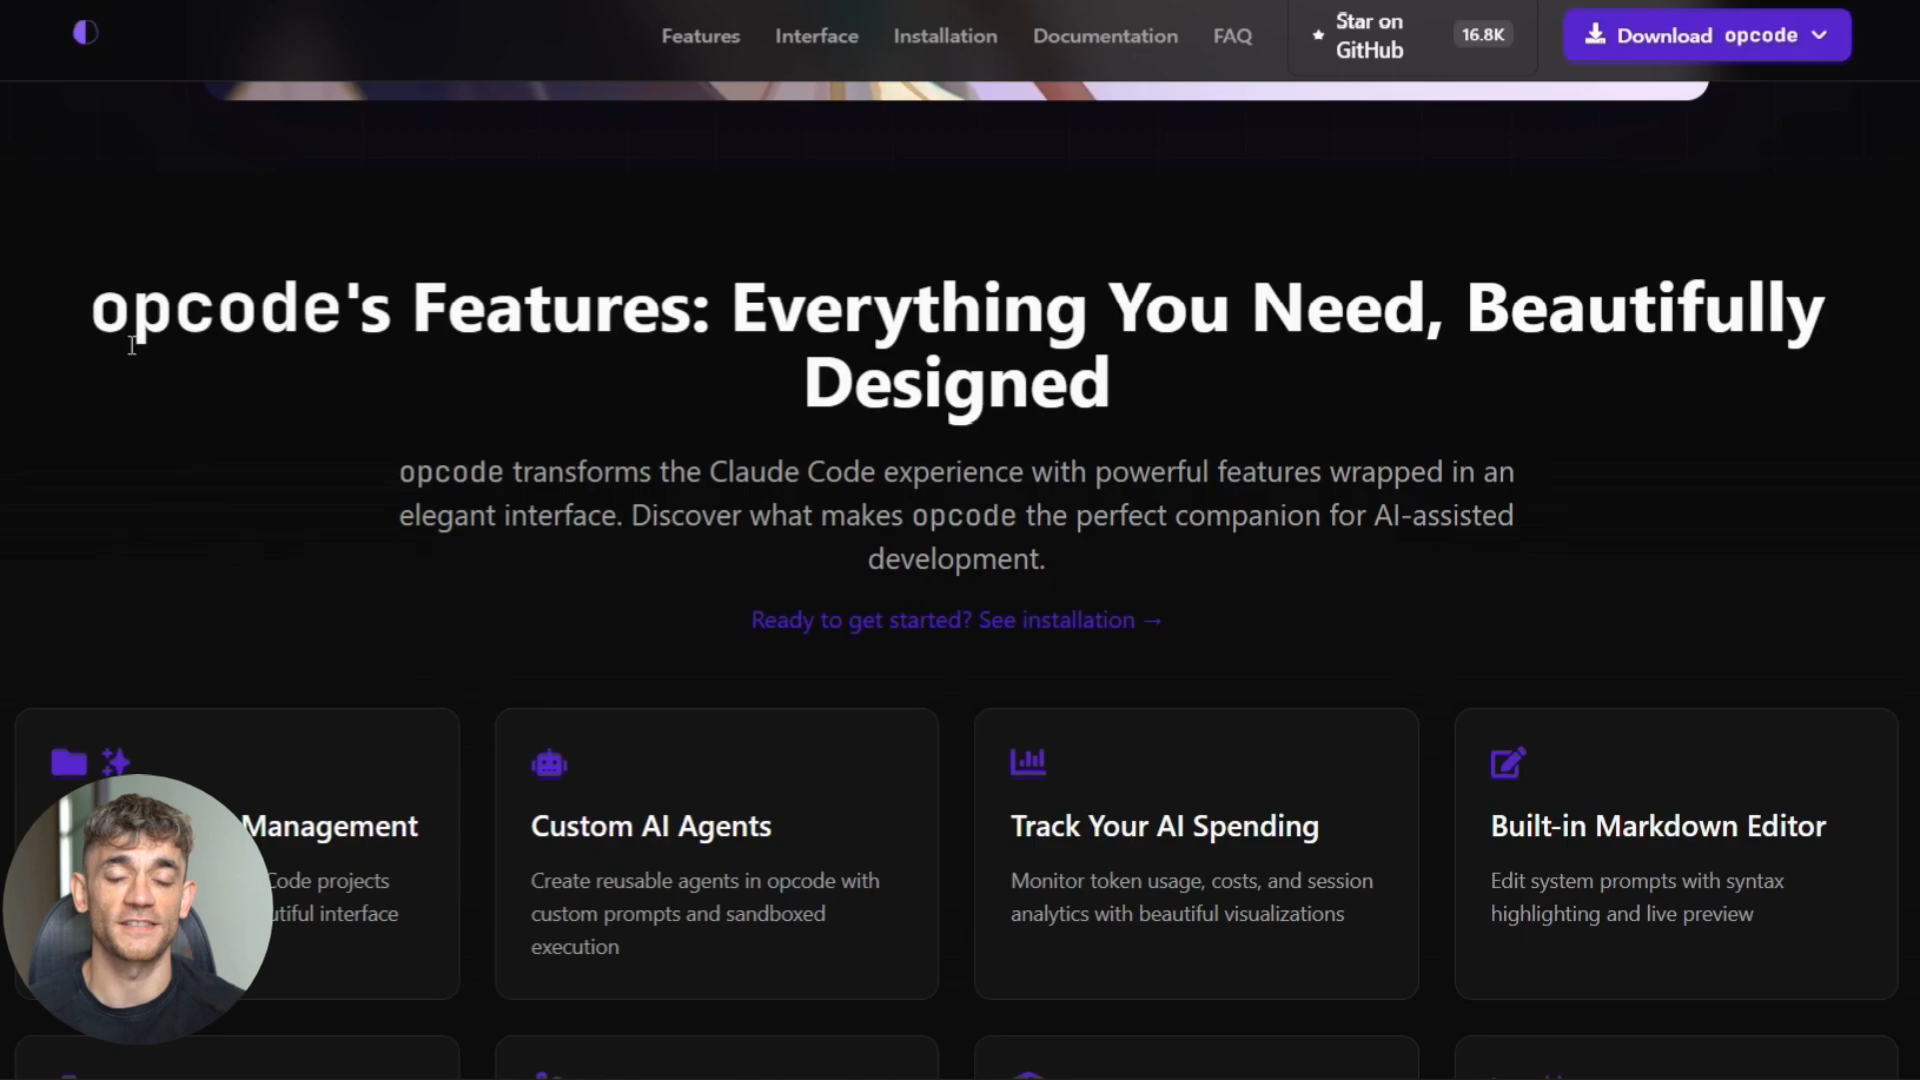 Features
Interface
Installation
Documentation
FAQ
Star on
GitHub
16.8K
Download opcode
opcode's Features: Everything You Need, Beautifully
Designed
opcode transforms the Claude Code experience with powerful features wrapped in an
elegant interface. Discover what makes opcode the perfect companion for AI-assisted
development.
Ready to get started? See installation →
Management
Code projects
interface
Custom AI Agents
Create reusable agents in opcode with
custom prompts and sandboxed
execution
Track Your AI Spending
Monitor token usage, costs, and session
analytics with beautiful visualizations
Built-in Markdown Editor
Edit system prompts with syntax
highlighting and live preview